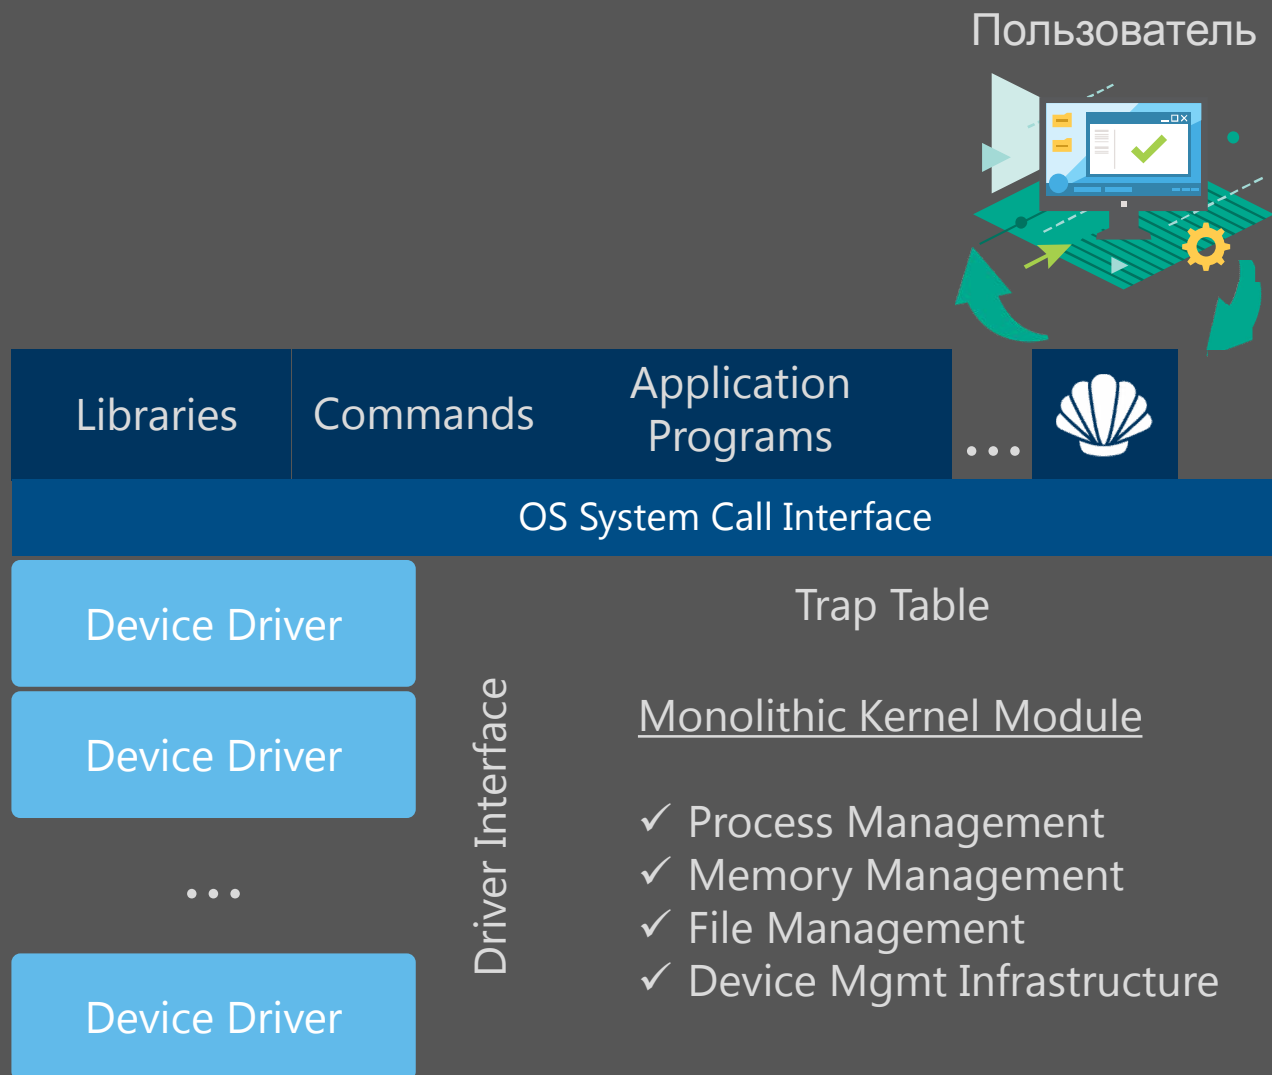 Пользователь
Libraries
Commands
Application
Programs
...
OS System Call Interface
Device Driver
Device Driver
...
Device Driver
Driver Interface
Trap Table
Monolithic Kernel Module
✓ Process Management
✓ Memory Management
✓ File Management
✓ Device Mgmt Infrastructure